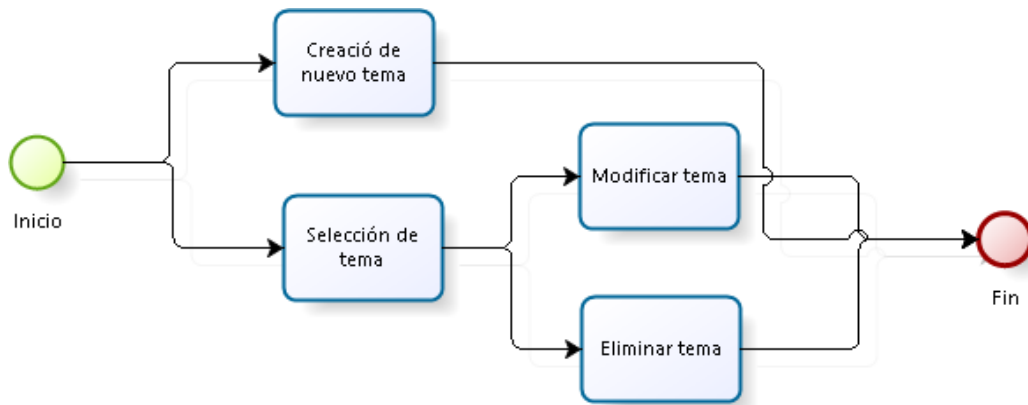 Creació de
nuevo tema
Modificar tema
Inicio
Selección de
tema
Fin
Eliminar tema